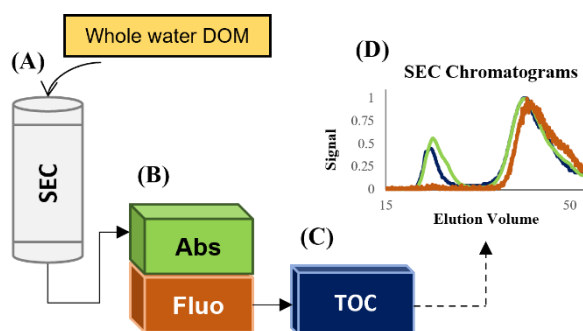 Whole water DOM
(A)
SEC
(B)
Abs
Fluo
(C)
TOC
(D)
SEC Chromatograms
Signal
1
0.75
0.5
0.25
0
15
50
Elution Volume